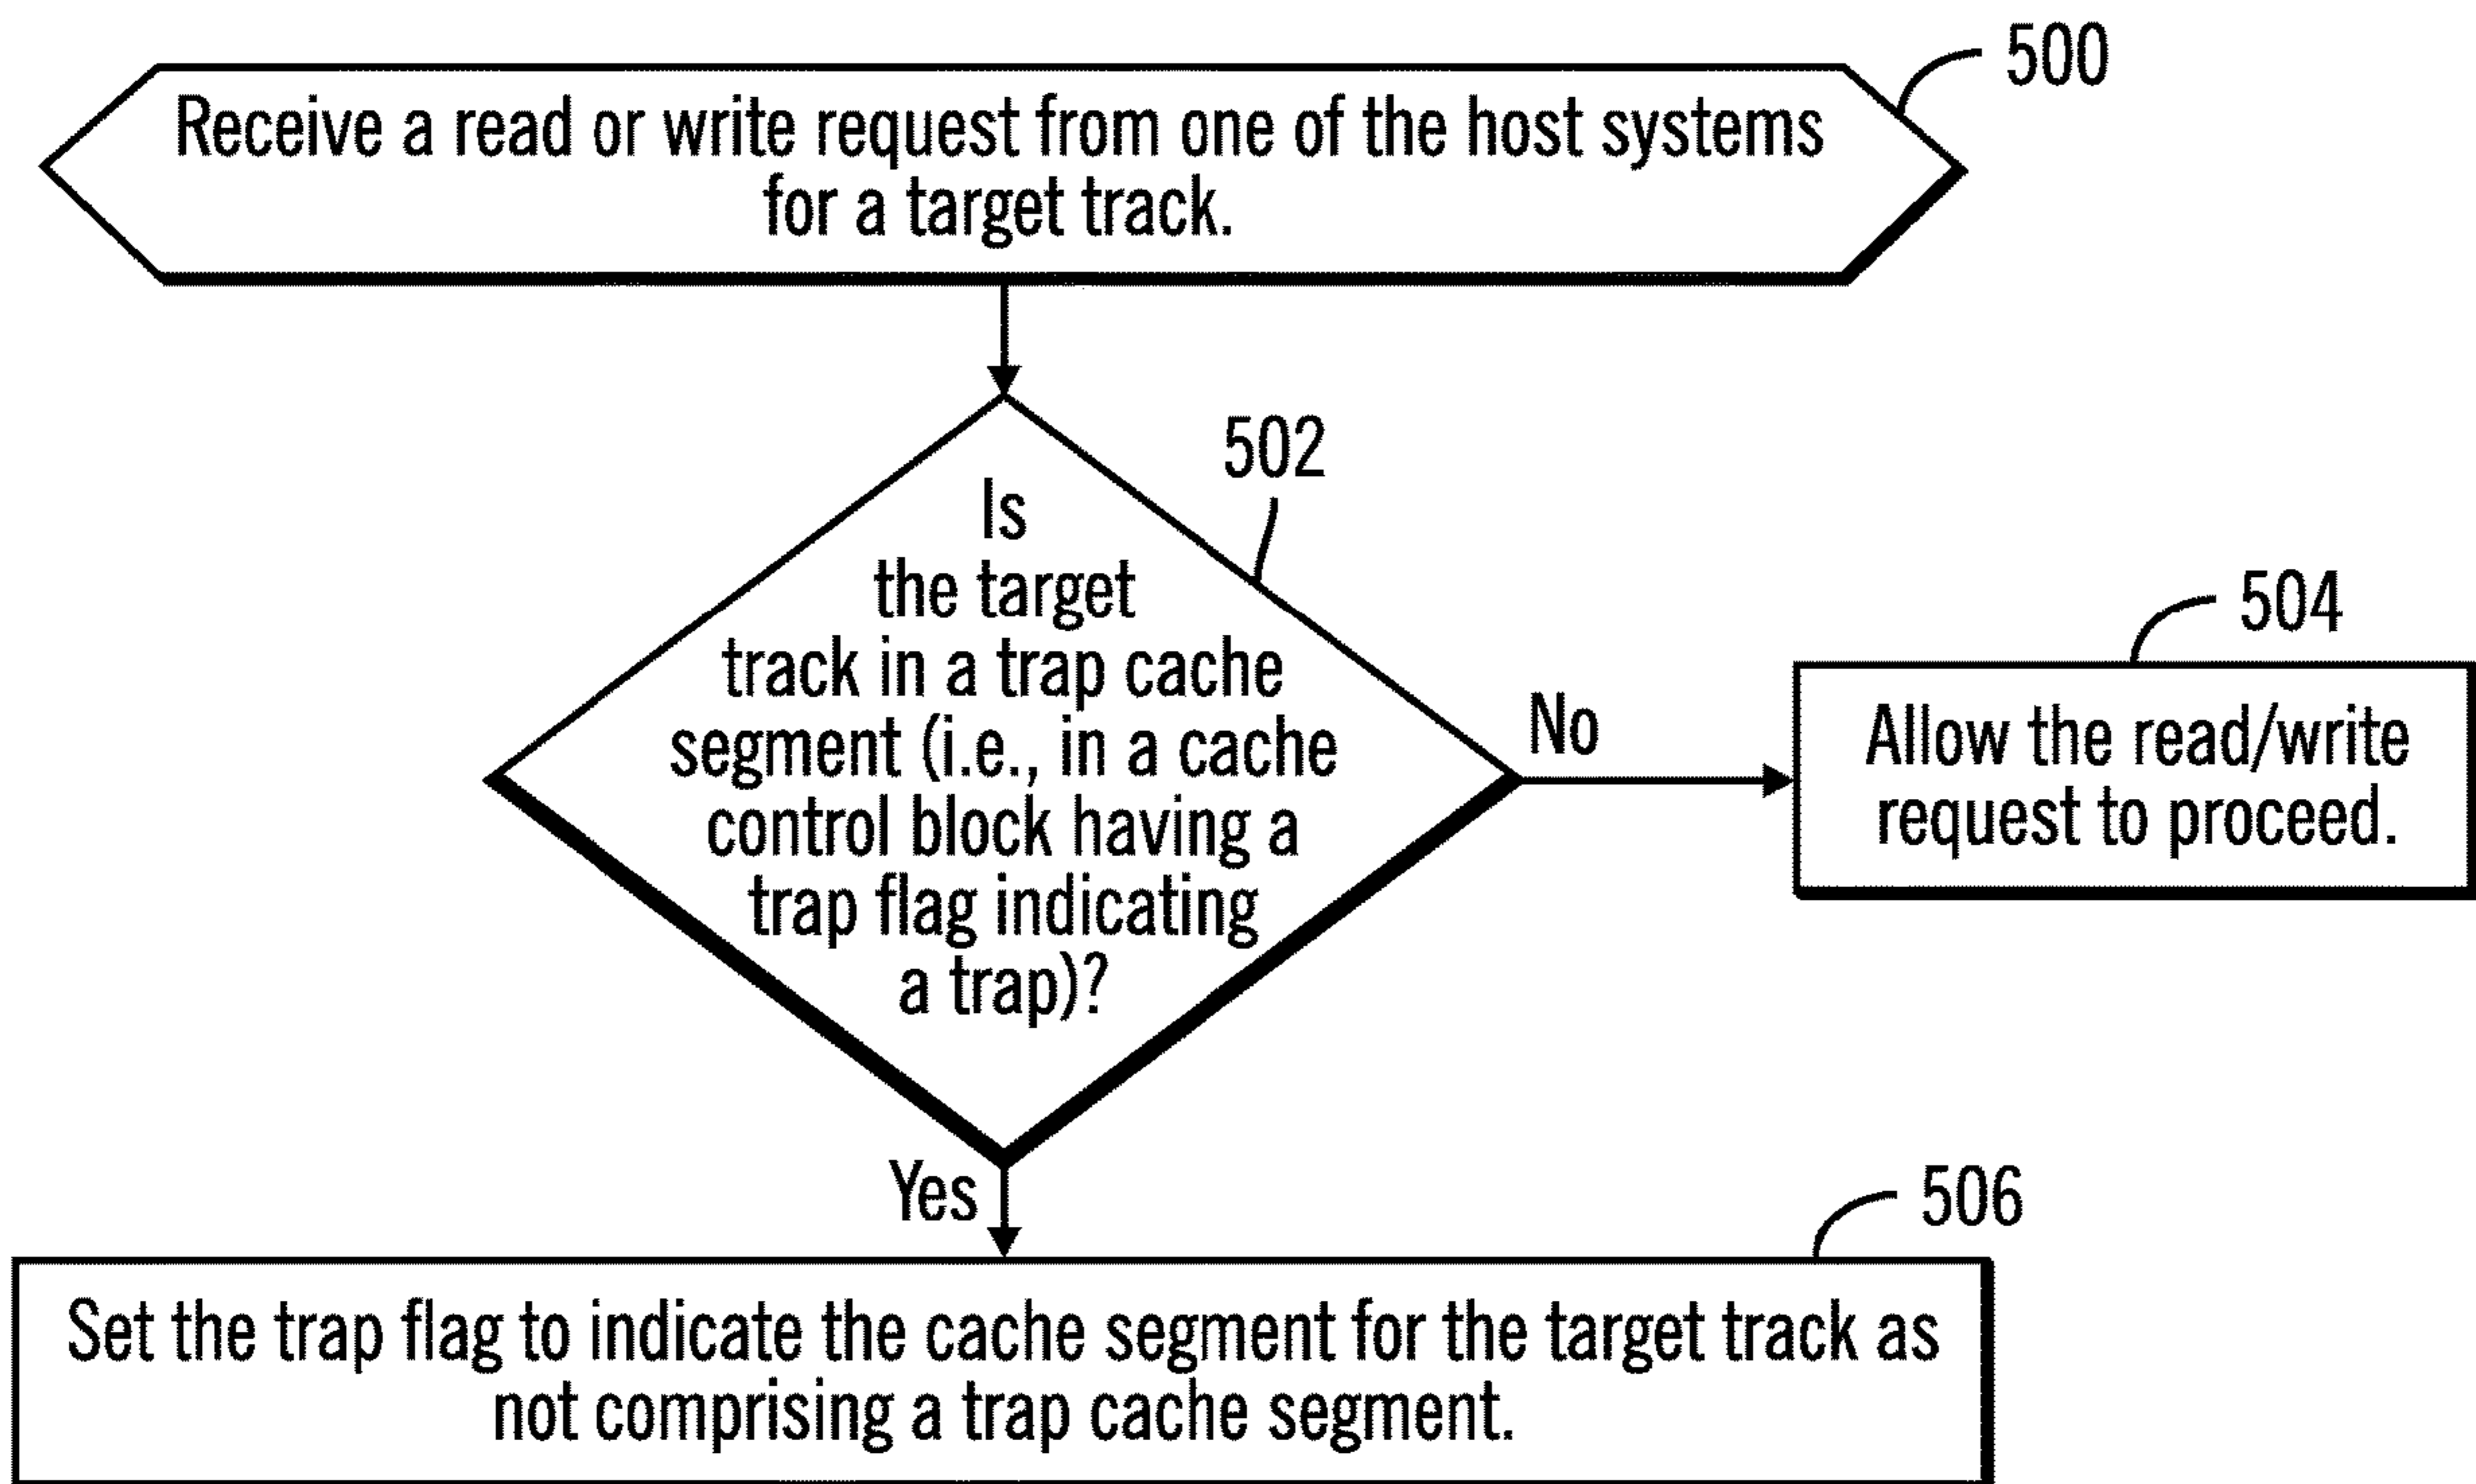 500
Receive a read or write request from one of the host systems
for a target track.
502
Is
the target
track in a trap cache
segment (i.e., in a cache
control block having a
trap flag indicating
a trap)?
No
504
Allow the read/write
request to proceed.
Yes
506
Set the trap flag to indicate the cache segment for the target track as
not comprising a trap cache segment.